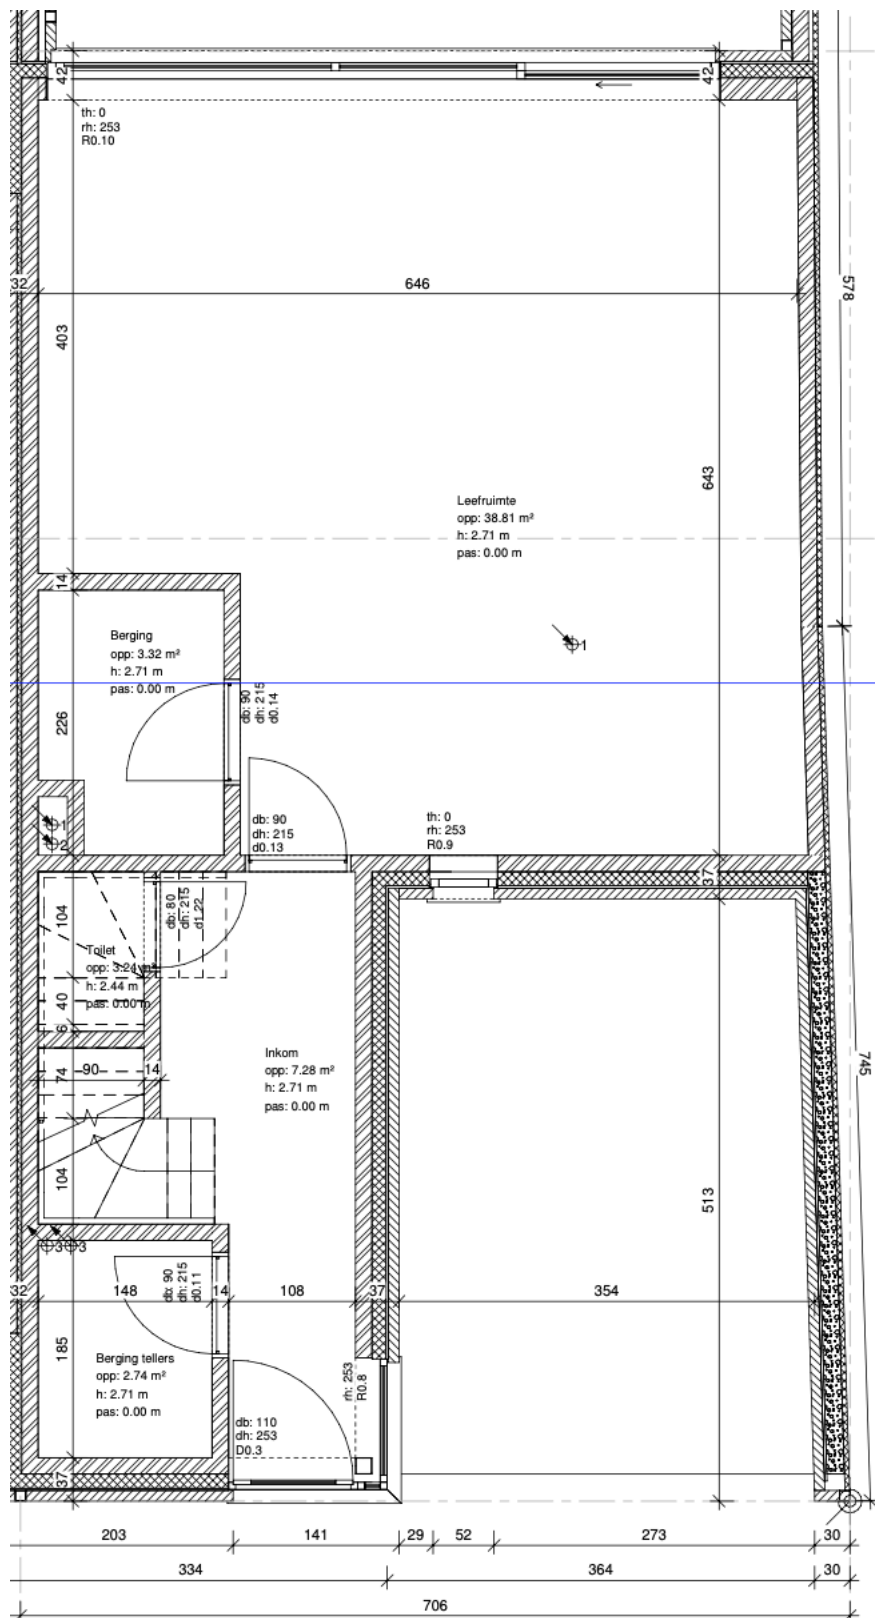 42
42
th: 0
rh: 253
R0.10
32
646
578
403
643
Leefruimte
opp: 38.81 m²
h: 2.71 m
pas: 0.00 m
14
Berging
opp: 3.32 m²
h: 2.71 m
pas: 0.00 m
1
226
db: 90
dh: 215
d0.14
1
2
db: 90
dh: 215
d0.13
th: 0
rh: 253
R0.9
37
104
db: 80
dh: 215
d1.22
Toilet
opp: 3.24 m²
h: 2.44 m
pas: 0.00 m
40
6
74
90
14
Inkom
opp: 7.28 m²
h: 2.71 m
pas: 0.00 m
745
104
513
3
3
32
148
14
108
37
354
db: 90
dh: 215
d0.11
185
Berging tellers
opp: 2.74 m²
h: 2.71 m
pas: 0.00 m
rh: 253
R0.8
db: 110
dh: 253
D0.3
37
203
141
29
52
273
30
334
364
30
706